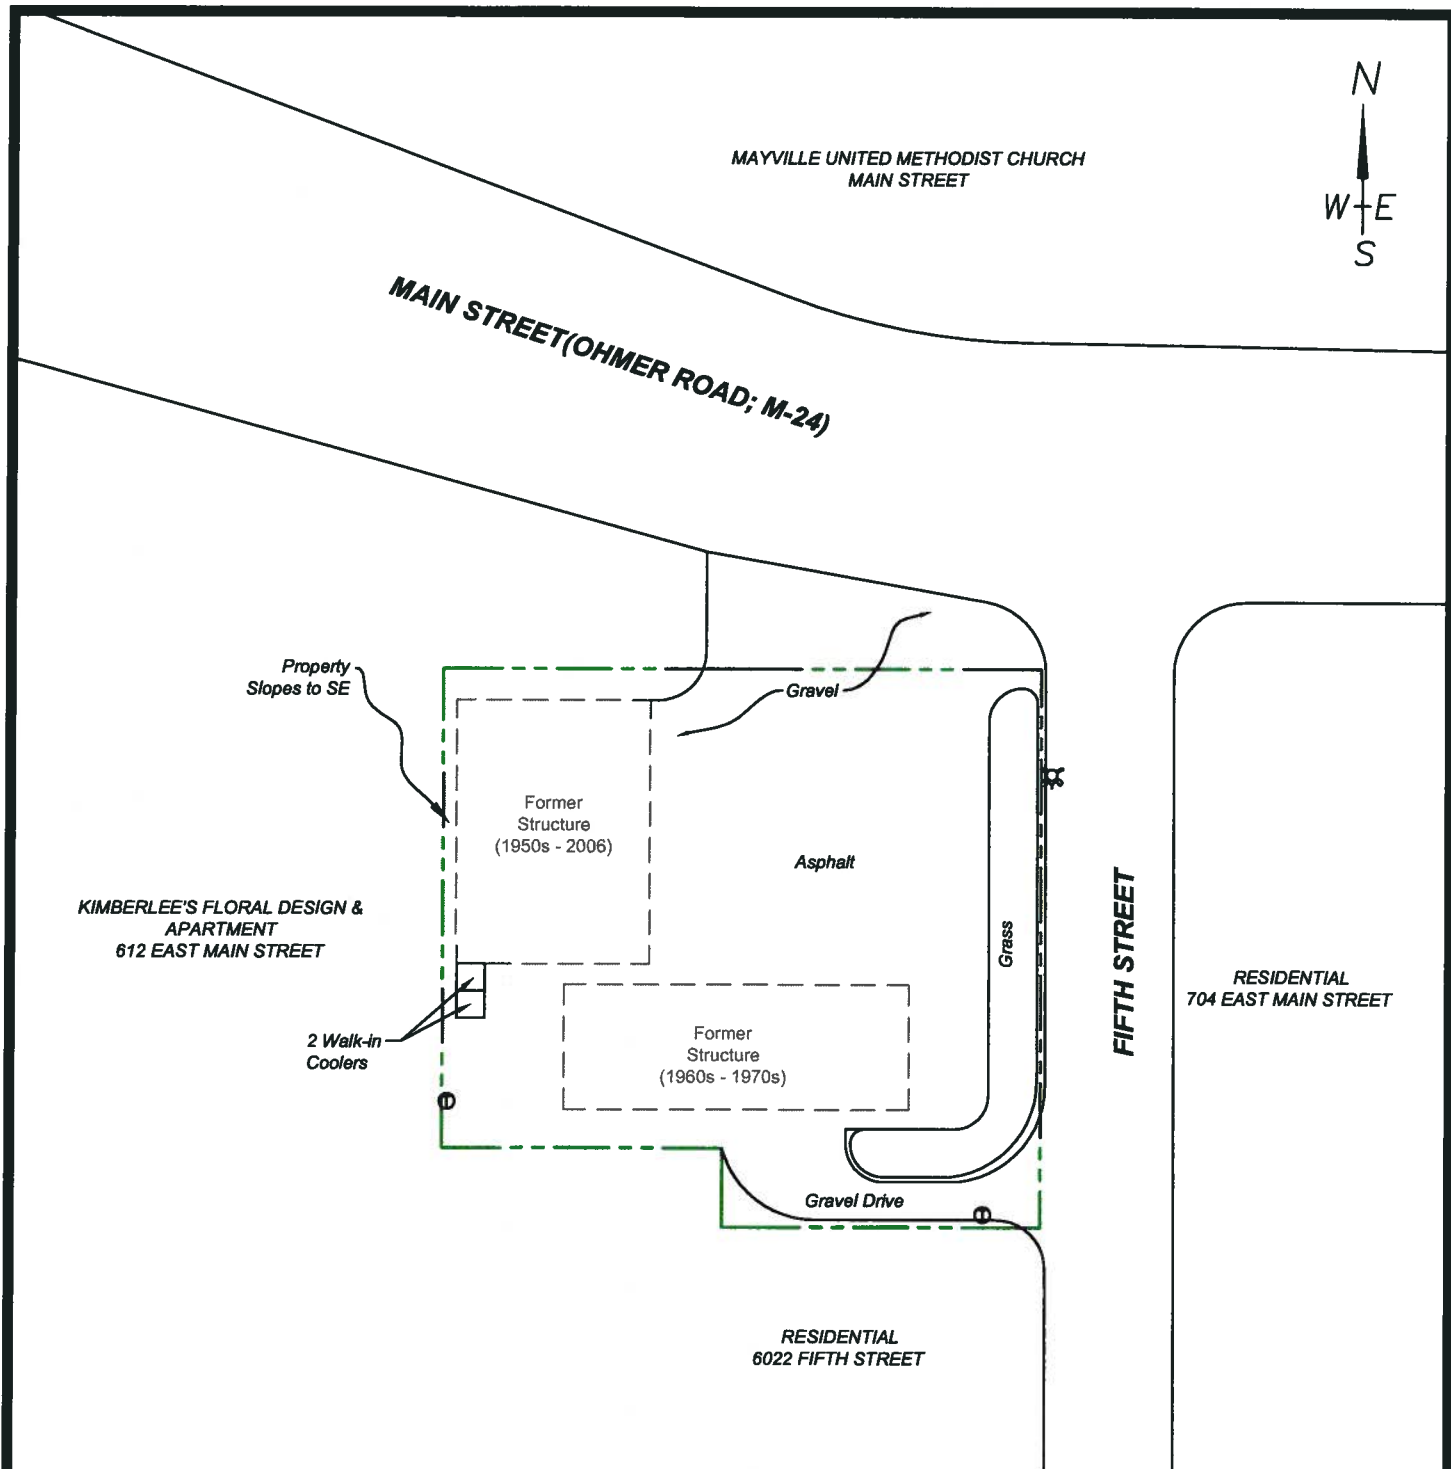 N
W E
S
MAYVILLE UNITED METHODIST CHURCH
MAIN STREET
MAIN STREET(OHMER ROAD; M-24)
Property
Slopes to SE
Gravel
Former
Structure
(1950s - 2006)
Asphalt
KIMBERLEE'S FLORAL DESIGN &
APARTMENT
612 EAST MAIN STREET
Grass
FIFTH STREET
RESIDENTIAL
704 EAST MAIN STREET
2 Walk-in
Coolers
Former
Structure
(1960s - 1970s)
Gravel Drive
RESIDENTIAL
6022 FIFTH STREET